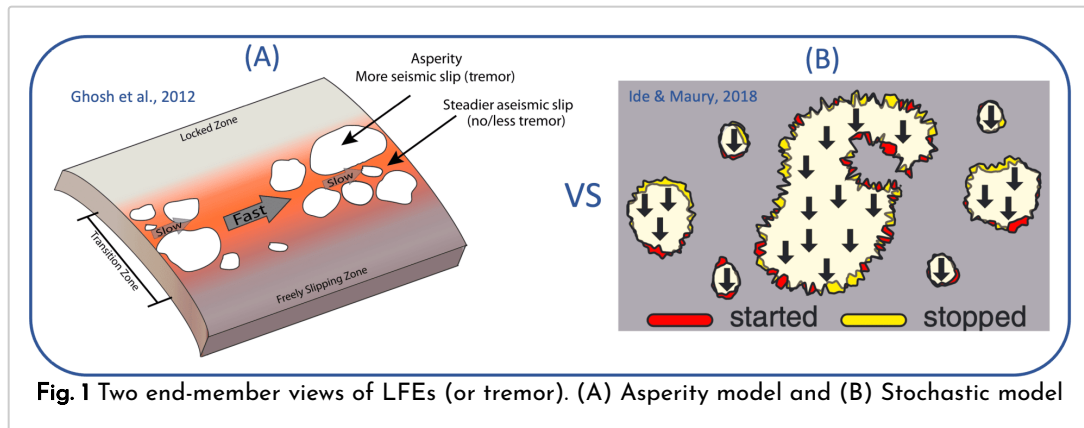 (A)
Ghosh et al., 2012
Asperity
More seismic slip (tremor)
Steadier aseismic slip
(no/less tremor)
Locked Zone
Slow
Fast
Slow
Transition Zone
Freely Slipping Zone
VS
(B)
Ide & Maury, 2018
started
stopped
Fig. 1 Two end-member views of LFEs (or tremor). (A) Asperity model and (B) Stochastic model